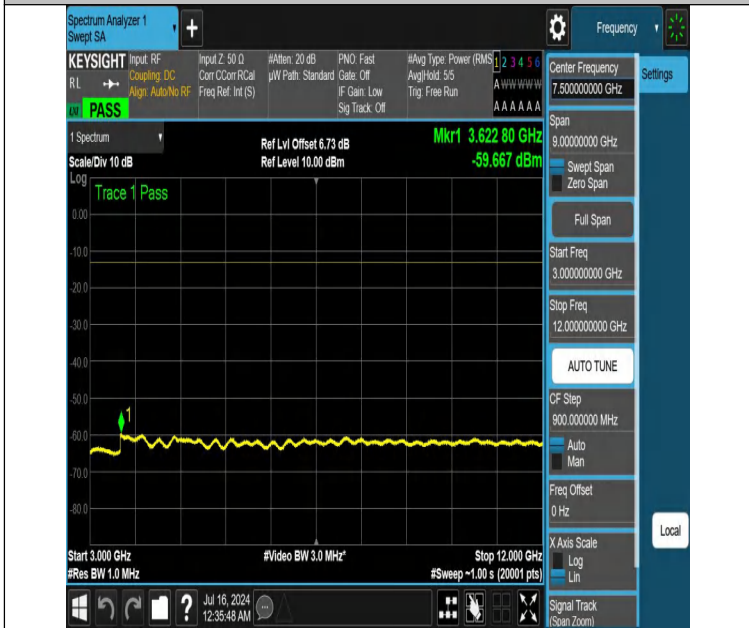 Spectrum Analyzer 1
Swept SA
+
Frequency
KEYSIGHT
RL
PASS
Input: RF
Coupling: DC
Align: Auto/No RF
Input Z: 50 Ω
Corr CCorr RCal
Freq Ref: Int (S)
#Atten: 20 dB
µW Path: Standard
PNO: Fast
Gate: Off
IF Gain: Low
Sig Track: Off
#Avg Type: Power (RMS
Avg|Hold: 5/5
Trig: Free Run
1 2 3 4 5 6
A W W W W W
A A A A A A
1 Spectrum
Scale/Div 10 dB
Ref Lvl Offset 6.73 dB
Ref Level 10.00 dBm
Mkr1 3.622 80 GHz
-59.667 dBm
Log
Trace 1 Pass
0.00
-10.0
-20.0
-30.0
-40.0
-50.0
-60.0
-70.0
-80.0
1
Start 3.000 GHz
#Res BW 1.0 MHz
#Video BW 3.0 MHz*
Stop 12.000 GHz
#Sweep ~1.00 s (20001 pts)
Center Frequency
7.500000000 GHz
Settings
Span
9.00000000 GHz
Swept Span
Zero Span
Full Span
Start Freq
3.000000000 GHz
Stop Freq
12.000000000 GHz
AUTO TUNE
CF Step
900.000000 MHz
Auto
Man
Freq Offset
0 Hz
X Axis Scale
Log
Lin
Local
Signal Track
(Span Zoom)
?
Jul 16, 2024
12:35:48 AM